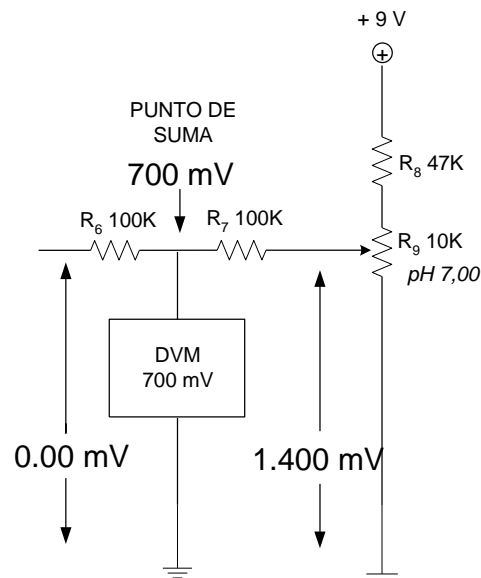 + 9 V
PUNTO DE
SUMA
700 mV
R8 47K
R6 100K
R7 100K
R9 10K
pH 7,00
DVM
700 mV
0.00 mV
1.400 mV